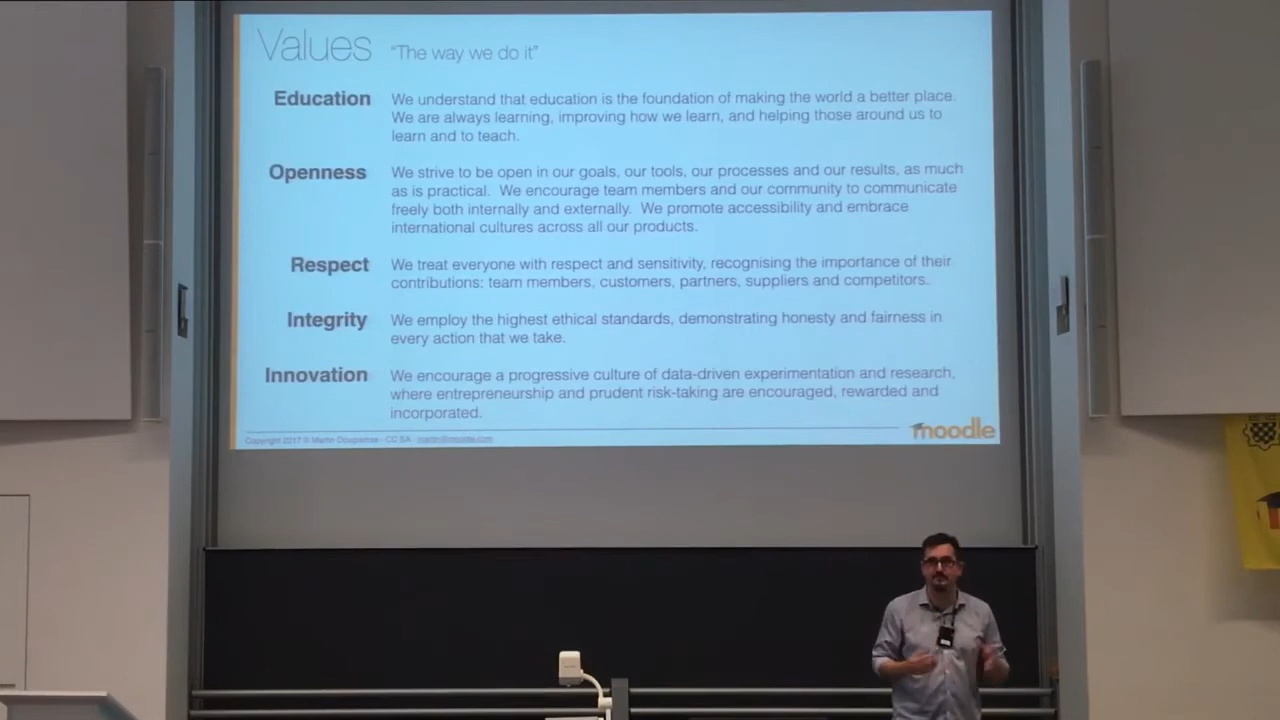 Values "The way we do it"
Education We understand that education is the foundation of making the world a better place.
We are always learning, improving how we learn, and helping those around us to
learn and to teach.
Openness We strive to be open in our goals, our tools, our processes and our results, as much
as is practical. We encourage team members and our community to communicate
freely both internally and externally. We promote accessibility and embrace
international cultures across all our products.
Respect We treat everyone with respect and sensitivity, recognising the importance of their
contributions: team members, customers, partners, suppliers and competitors.
Integrity We employ the highest ethical standards, demonstrating honesty and fairness in
every action that we take.
Innovation We encourage a progressive culture of data-driven experimentation and research,
where entrepreneurship and prudent risk-taking are encouraged, rewarded and
incorporated.
Copyright 2017 © Martin Dougiamas - CC SA - martin@moodle.com
moodle